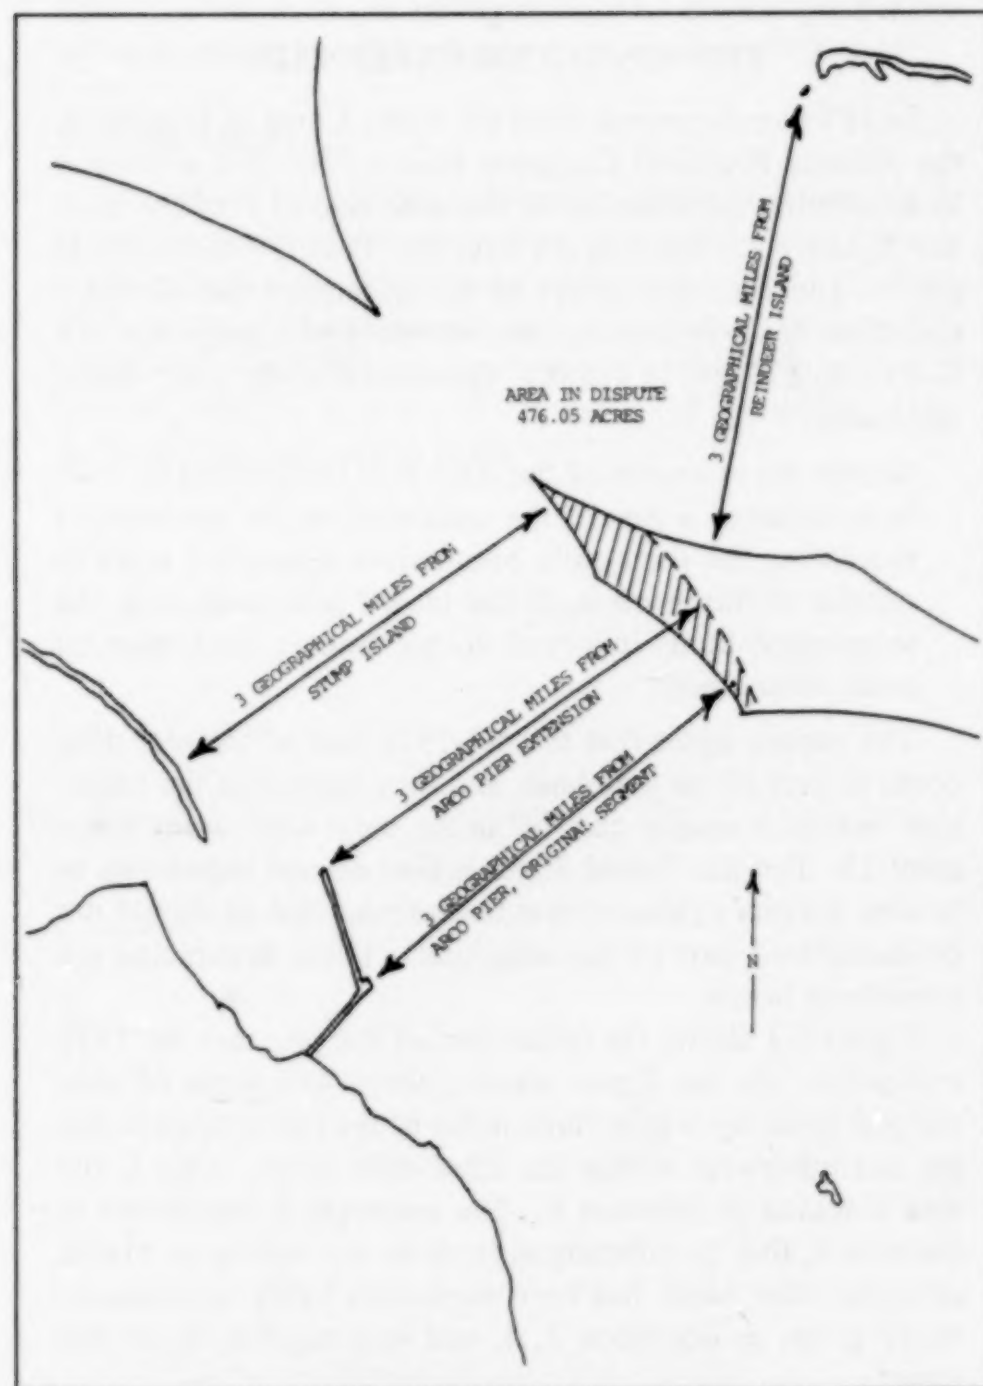 3 GEOGRAPHICAL MILES FROM
REINDEER ISLAND
AREA IN DISPUTE
476.05 ACRES
3 GEOGRAPHICAL MILES FROM
STUMP ISLAND
3 GEOGRAPHICAL MILES FROM
ARCO PIER EXTENSION
3 GEOGRAPHICAL MILES FROM
ARCO PIER, ORIGINAL SEGMENT
N